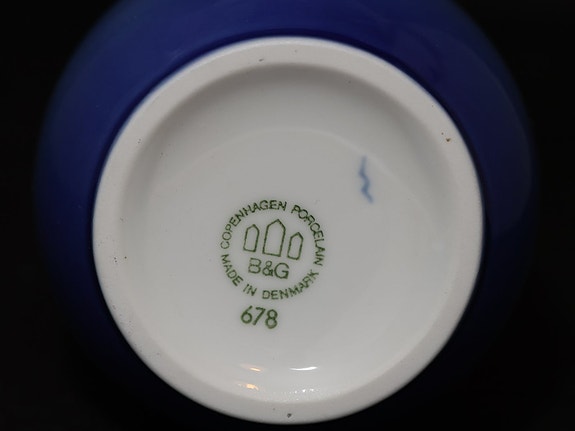 COPENHAGEN PORCELAIN
B&G
MADE IN DENMARK
678